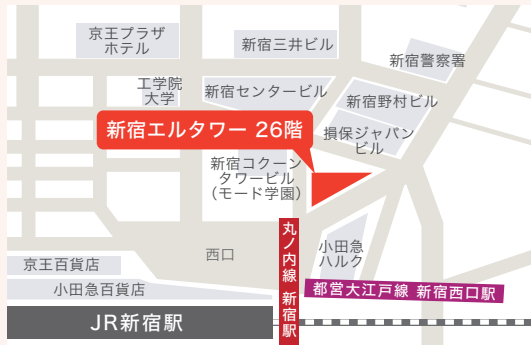 京王プラザ
ホテル
新宿三井ビル
新宿警察署
工学院
大学
新宿センタービル
新宿野村ビル
新宿エルタワー 26階
損保ジャパン
ビル
新宿コクーン
タワービル
(モード学園)
西口
丸ノ内線 新宿駅
小田急
ハルク
京王百貨店
小田急百貨店
都営大江戸線 新宿西口駅
JR新宿駅